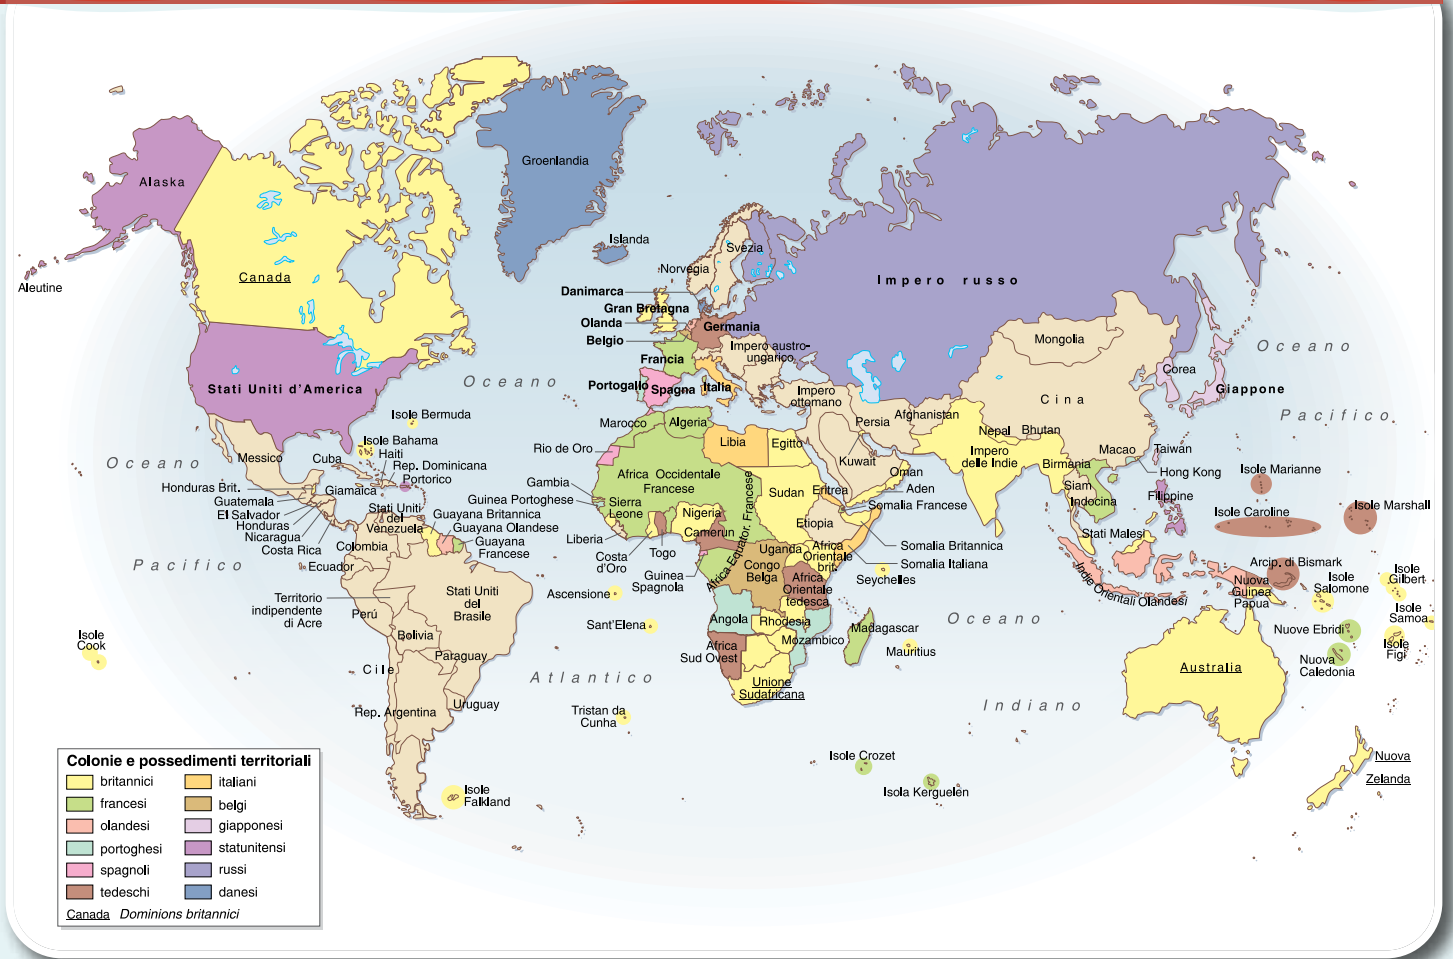 Alaska
Aleutine
Canada
Groenlandia
Islanda
Stati Uniti d'America
Norvegia
Svezia
Danimarca
Gran Bretagna
Olanda
Belgio
Germania
Francia
Impero austro-
ungarico
Portogallo
Spagna
Italia
Impero russo
Impero
ottomano
Mongolia
Corea
Giappone
Cina
Persia
Afghanistan
Nepal
Bhutan
Impero
delle Indie
Birmania
Macao
Taiwan
Hong Kong
Siam
Indocina
Filippine
Stati Malesi
Indie Orientali Olandesi
Oceano
Pacifico
Oceano
Atlantico
Oceano
Pacifico
Oceano
Indiano
Isole Bermuda
Isole Bahama
Messico
Cuba
Haiti
Rep. Dominicana
Portorico
Honduras Brit.
Giamaica
Guatemala
El Salvador
Honduras
Nicaragua
Costa Rica
Stati Uniti
del
Venezuela
Colombia
Ecuador
Guayana Britannica
Guayana Olandese
Guayana
Francese
Territorio
indipendente
di Acre
Perú
Stati Uniti
del
Brasile
Bolivia
Paraguay
Cile
Uruguay
Rep. Argentina
Isole
Cook
Isole
Falkland
Marocco
Algeria
Libia
Egitto
Rio de Oro
Africa Occidentale
Francese
Gambia
Guinea Portoghese
Sierra
Leone
Liberia
Costa
d'Oro
Togo
Nigeria
Camerun
Guinea
Spagnola
Africa Equator. Francese
Sudan
Eritrea
Etiopia
Kuwait
Oman
Aden
Somalia Francese
Somalia Britannica
Somalia Italiana
Uganda
Africa
Orientale
brit.
Congo
Belga
Africa
Orientale
tedesca
Seychelles
Ascensione
Sant'Elena
Angola
Rhodesia
Mozambico
Madagascar
Mauritius
Africa
Sud Ovest
Unione
Sudafricana
Tristan da
Cunha
Isole Crozet
Isola Kerguelen
Isole Marianne
Isole Caroline
Isole Marshall
Arcip. di Bismark
Nuova
Guinea
Papua
Isole
Salomone
Isole
Gilbert
Isole
Samoa
Nuove Ebridi
Isole
Figi
Nuova
Caledonia
Australia
Nuova
Zelanda
Colonie e possedimenti territoriali
britannici
francesi
olandesi
portoghesi
spagnoli
tedeschi
italiani
belgi
giapponesi
statunitensi
russi
danesi
Canada Dominions britannici